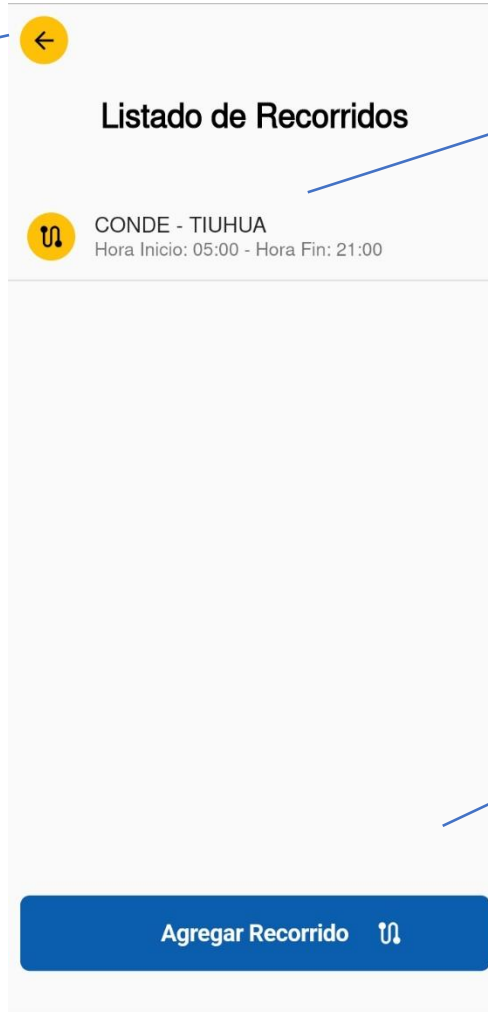 Listado de Recorridos
CONDE - TIUHUA
Hora Inicio: 05:00 - Hora Fin: 21:00
Agregar Recorrido